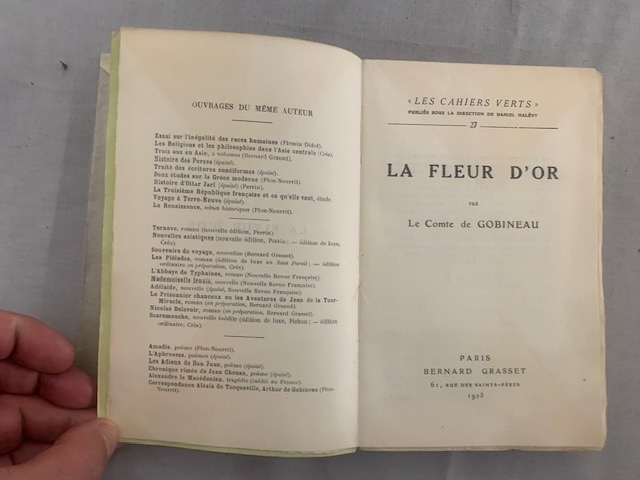 OUVRAGES DU MÊME AUTEUR
Essai sur l'inégalité des races humaines (Firmin Didot).
Les Religions et les philosophies dans l'Asie centrale (Crès).
Trois ans en Asie, 2 volumes (Bernard Grasset).
Histoire des Perses (épuisé).
Traité des écritures cunéiformes (épuisé).
Deux études sur la Grèce moderne (Plon-Nourrit).
Histoire d'Ottar Jarl (Perrin).
La Troisième République française et ce qu'elle vaut, étude.
Voyage à Terre-Neuve (épuisé).
La Renaissance, scènes historiques (Plon-Nourrit).
Ternove, roman (nouvelle édition, Perrin).
Nouvelles asiatiques (nouvelle édition, Perrin; — édition de luxe,
Crès).
Souvenirs de voyage, nouvelles (Bernard Grasset).
Les Pléiades, roman (édition de luxe au Sans Pareil; — édition
ordinaire en préparation, Crès).
L'Abbaye de Typhaines, roman (Nouvelle Revue Française).
Mademoiselle Irnois, nouvelle (Nouvelle Revue Française).
Adélaïde, nouvelle (épuisé, Nouvelle Revue Française).
Le Prisonnier chanceux ou les Aventures de Jean de la Tour-
Miracle, roman (en préparation, Bernard Grasset).
Nicolas Belavoir, roman (en préparation, Bernard Grasset).
Scaramouche, nouvelle inédite (édition de luxe, Pichon; — édition
ordinaire, Crès).
Amadis, poème (Plon-Nourrit).
L'Aphroessa, poèmes (épuisé).
Les Adieux de Don Juan, poème (épuisé).
Chronique rimée de Jean Chouan, poème (épuisé).
Alexandre le Macédonien, tragédie (inédit en France).
Correspondance Alexis de Tocqueville, Arthur de Gobineau (Plon-
Nourrit).
« LES CAHIERS VERTS »
PUBLIÉS SOUS LA DIRECTION DE DANIEL HALÉVY
27
LA FLEUR D'OR
PAR
Le Comte de GOBINEAU
PARIS
BERNARD GRASSET
61, RUE DES SAINTS-PÈRES
1923